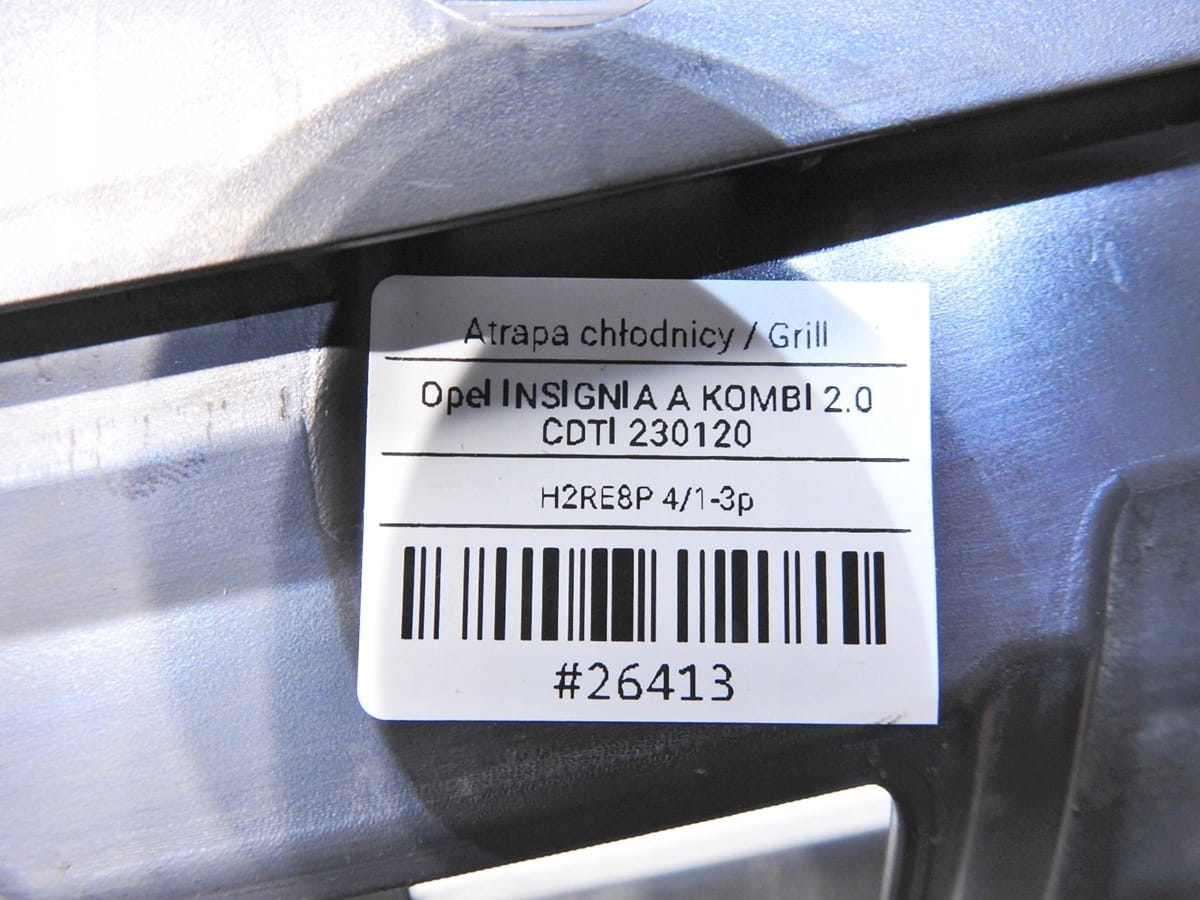 Atrapa chłodnicy / Grill
Opel INSIGNIA A KOMBI 2.0
CDTI 230120
H2RE8P 4/1-3p
#26413